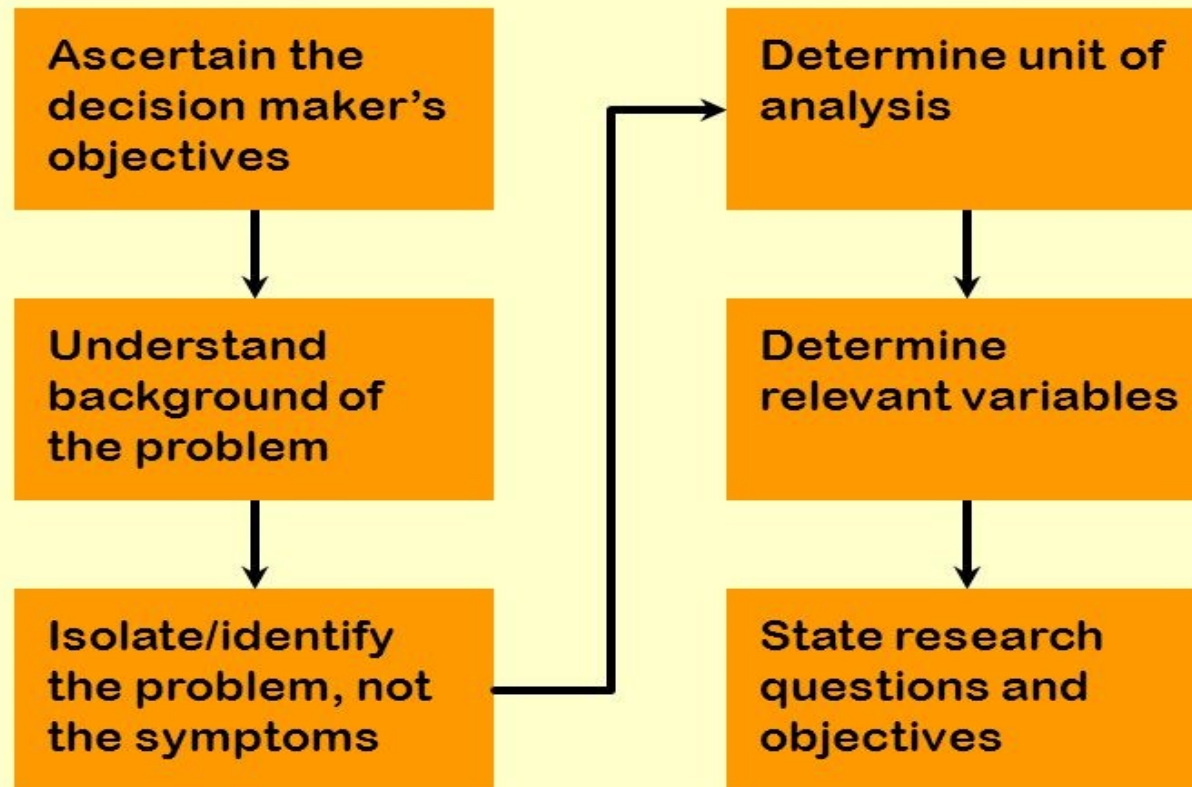 Ascertain the
decision maker's
objectives
Understand
background of
the problem
Isolate/identify
the problem, not
the symptoms
Determine unit of
analysis
Determine
relevant variables
State research
questions and
objectives